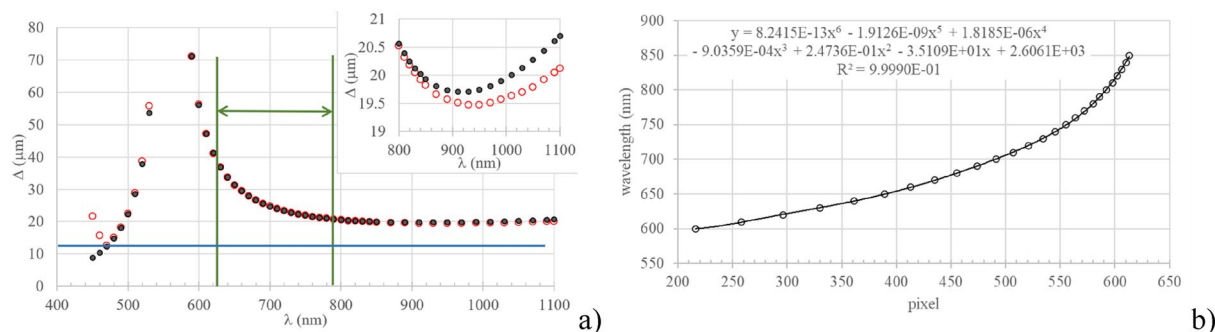 80
70
60
50
40
30
20
10
0
Δ (μm)
400 500 600 700 800 900 1000 1100
λ (nm)
21
20.5
20
19.5
19
Δ (μm)
800 900 1000 1100
λ (nm)
a)
900
850
800
750
700
650
600
550
wavelength (nm)
y = 8.2415E-13x⁶ - 1.9126E-09x⁵ + 1.8185E-06x⁴
- 9.0359E-04x³ + 2.4736E-01x² - 3.5109E+01x + 2.6061E+03
R² = 9.9990E-01
200 250 300 350 400 450 500 550 600 650
pixel
b)